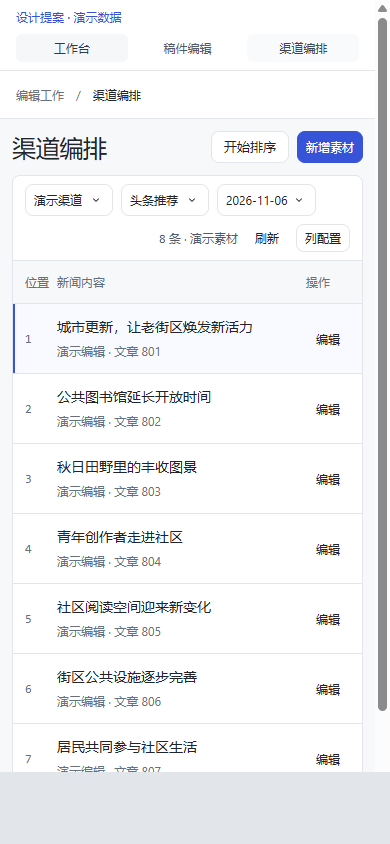 设计提案 · 演示数据
工作台 稿件编辑 渠道编排
编辑工作 / 渠道编排
渠道编排 开始排序 新增素材
演示渠道 头条推荐 2026-11-06
8 条 · 演示素材 刷新 列配置
位置 新闻内容 操作
1 城市更新，让老街区焕发新活力 编辑
演示编辑 · 文章 801
2 公共图书馆延长开放时间 编辑
演示编辑 · 文章 802
3 秋日田野里的丰收图景 编辑
演示编辑 · 文章 803
4 青年创作者走进社区 编辑
演示编辑 · 文章 804
5 社区阅读空间迎来新变化 编辑
演示编辑 · 文章 805
6 街区公共设施逐步完善 编辑
演示编辑 · 文章 806
7 居民共同参与社区生活 编辑
演示编辑 · 文章 807